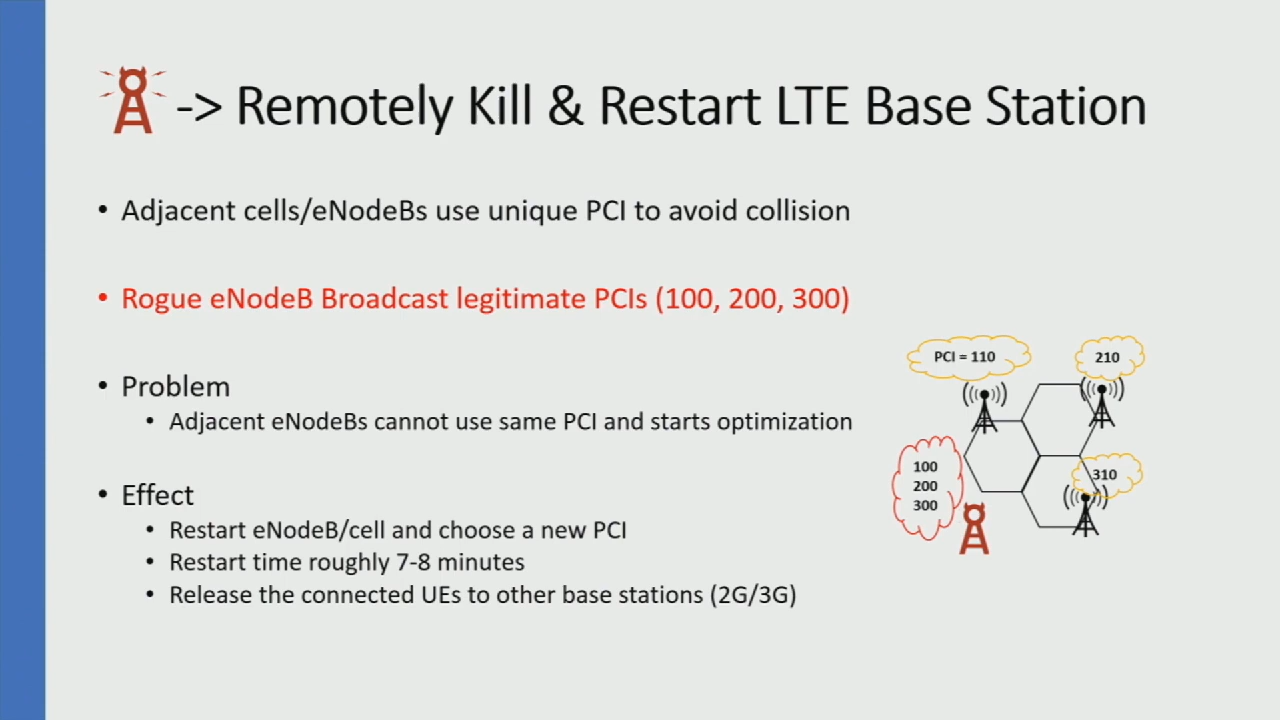 -> Remotely Kill & Restart LTE Base Station
• Adjacent cells/eNodeBs use unique PCI to avoid collision
• Rogue eNodeB Broadcast legitimate PCIs (100, 200, 300)
• Problem
• Adjacent eNodeBs cannot use same PCI and starts optimization
• Effect
• Restart eNodeB/cell and choose a new PCI
• Restart time roughly 7-8 minutes
• Release the connected UEs to other base stations (2G/3G)
PCI = 110
210
100
200
300
310